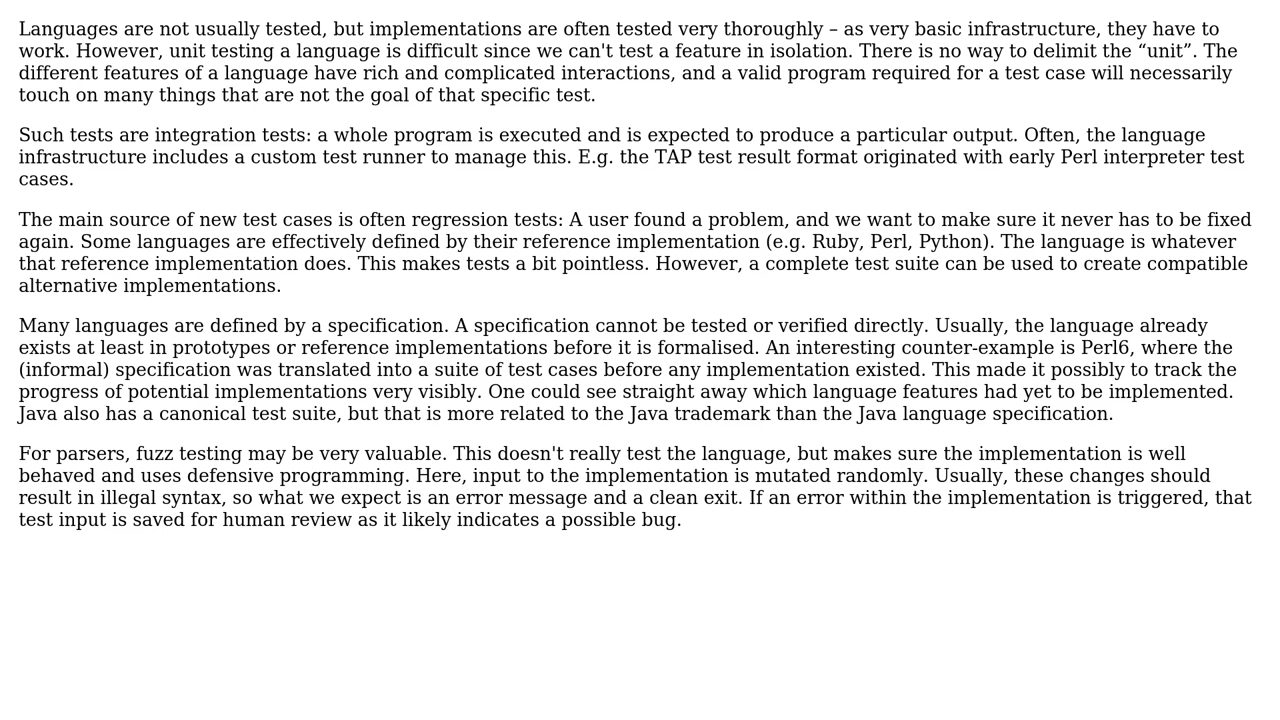 Languages are not usually tested, but implementations are often tested very thoroughly – as very basic infrastructure, they have to
work. However, unit testing a language is difficult since we can't test a feature in isolation. There is no way to delimit the “unit”. The
different features of a language have rich and complicated interactions, and a valid program required for a test case will necessarily
touch on many things that are not the goal of that specific test.
Such tests are integration tests: a whole program is executed and is expected to produce a particular output. Often, the language
infrastructure includes a custom test runner to manage this. E.g. the TAP test result format originated with early Perl interpreter test
cases.
The main source of new test cases is often regression tests: A user found a problem, and we want to make sure it never has to be fixed
again. Some languages are effectively defined by their reference implementation (e.g. Ruby, Perl, Python). The language is whatever
that reference implementation does. This makes tests a bit pointless. However, a complete test suite can be used to create compatible
alternative implementations.
Many languages are defined by a specification. A specification cannot be tested or verified directly. Usually, the language already
exists at least in prototypes or reference implementations before it is formalised. An interesting counter-example is Perl6, where the
(informal) specification was translated into a suite of test cases before any implementation existed. This made it possibly to track the
progress of potential implementations very visibly. One could see straight away which language features had yet to be implemented.
Java also has a canonical test suite, but that is more related to the Java trademark than the Java language specification.
For parsers, fuzz testing may be very valuable. This doesn't really test the language, but makes sure the implementation is well
behaved and uses defensive programming. Here, input to the implementation is mutated randomly. Usually, these changes should
result in illegal syntax, so what we expect is an error message and a clean exit. If an error within the implementation is triggered, that
test input is saved for human review as it likely indicates a possible bug.